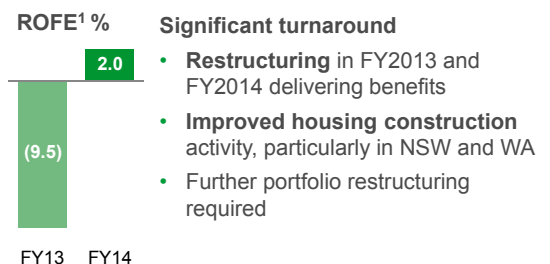 ROFE¹ %
2.0
(9.5)
FY13 FY14
Significant turnaround
• Restructuring in FY2013 and
FY2014 delivering benefits
• Improved housing construction
activity, particularly in NSW and WA
• Further portfolio restructuring
required